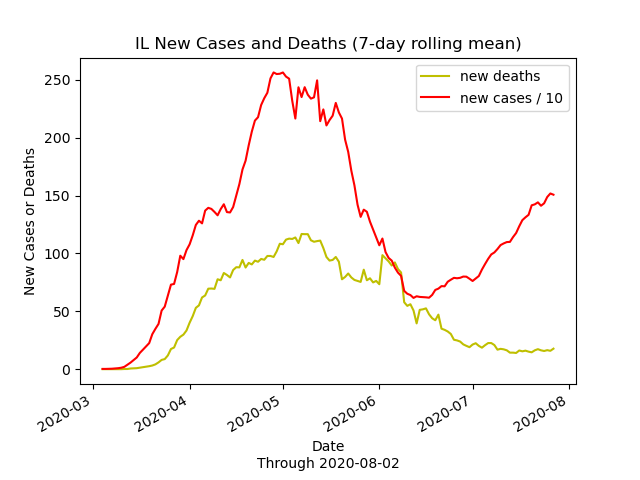 IL New Cases and Deaths (7-day rolling mean)
new deaths
new cases / 10
250
200
150
100
50
0
New Cases or Deaths
2020-03
2020-04
2020-05
2020-06
2020-07
2020-08
Date
Through 2020-08-02